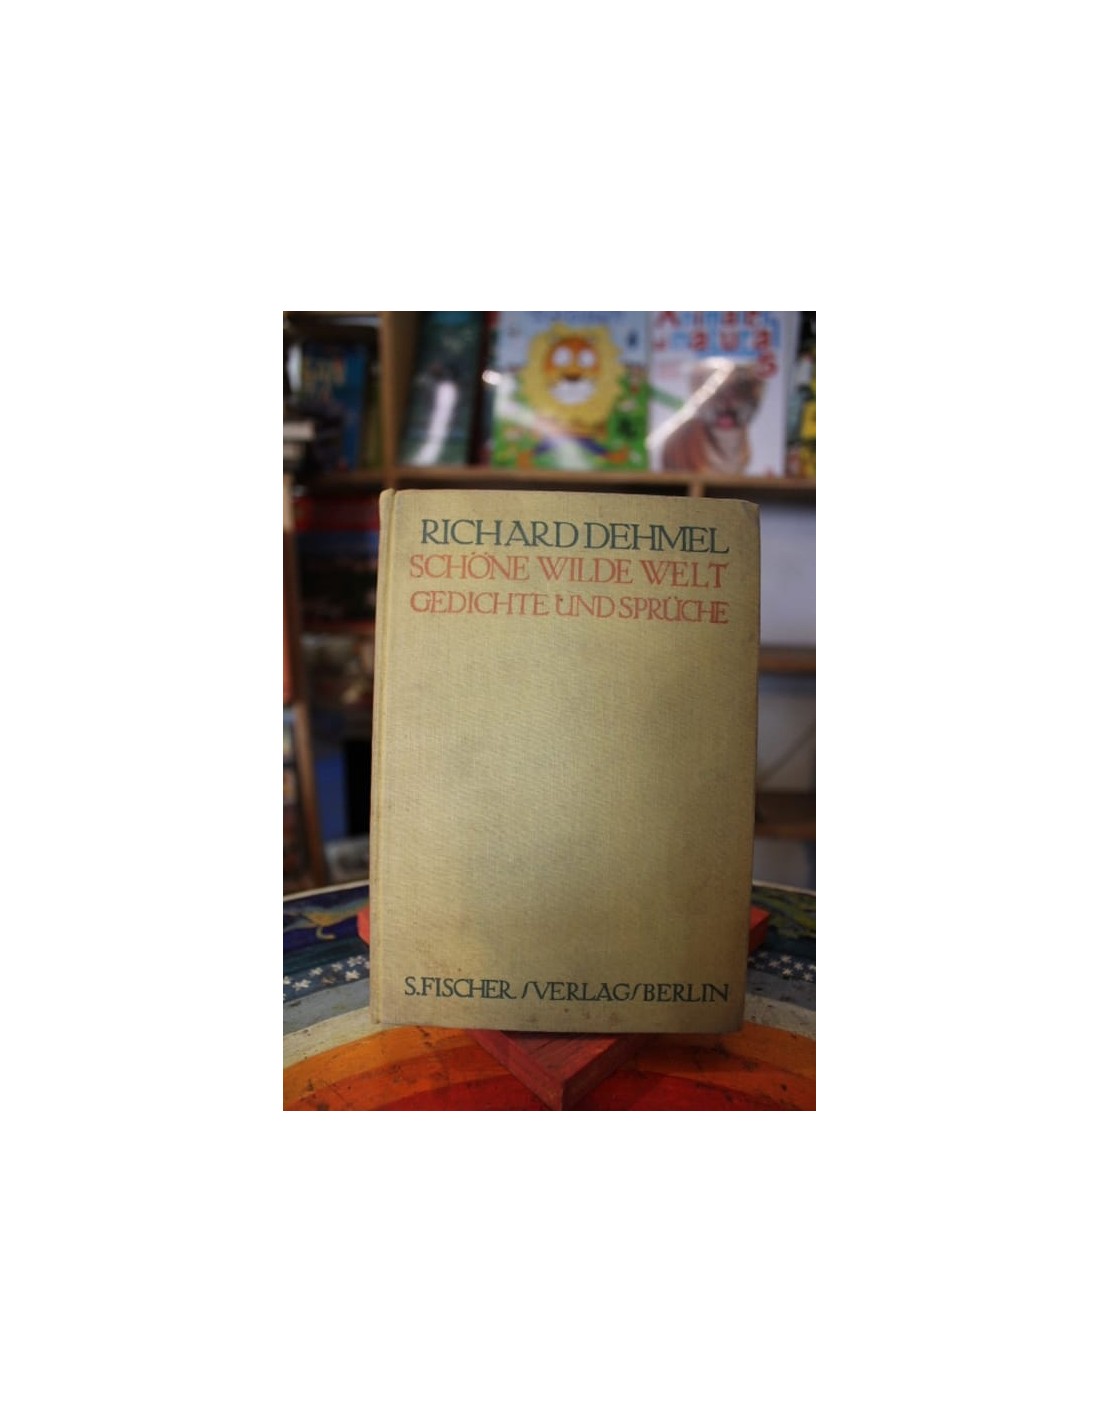 RICHARD DEHMEL
SCHÖNE WILDE WELT
GEDICHTE UND SPRÜCHE
S. FISCHER / VERLAG / BERLIN